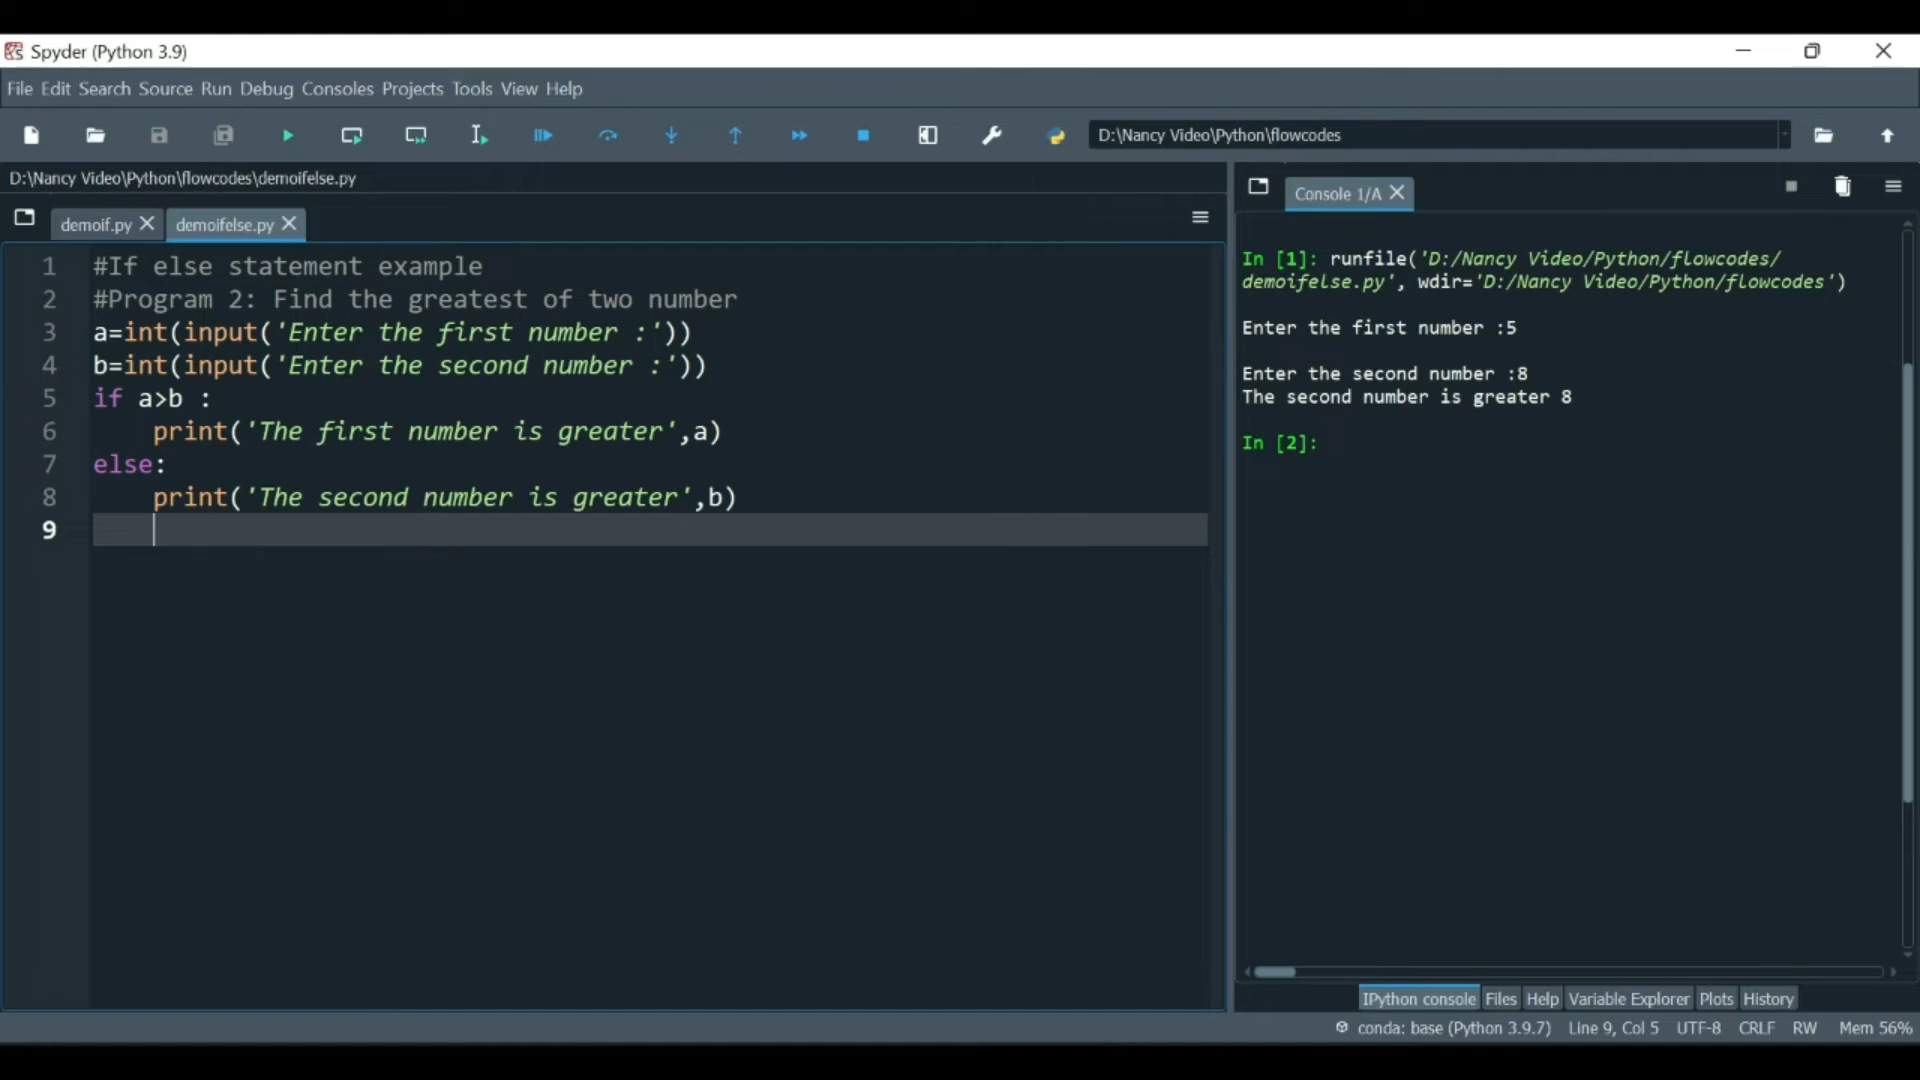 Spyder (Python 3.9)
File Edit Search Source Run Debug Consoles Projects Tools View Help
D:\Nancy Video\Python\flowcodes
D:\Nancy Video\Python\flowcodes\demoifelse.py
demoif.py demoifelse.py
1 #If else statement example
2 #Program 2: Find the greatest of two number
3 a=int(input('Enter the first number :'))
4 b=int(input('Enter the second number :'))
5 if a>b :
6 print('The first number is greater',a)
7 else:
8 print('The second number is greater',b)
9
Console 1/A
In [1]: runfile('D:/Nancy Video/Python/flowcodes/
demoifelse.py', wdir='D:/Nancy Video/Python/flowcodes')
Enter the first number :5
Enter the second number :8
The second number is greater 8
In [2]:
IPython console Files Help Variable Explorer Plots History
conda: base (Python 3.9.7) Line 9, Col 5 UTF-8 CRLF RW Mem 56%